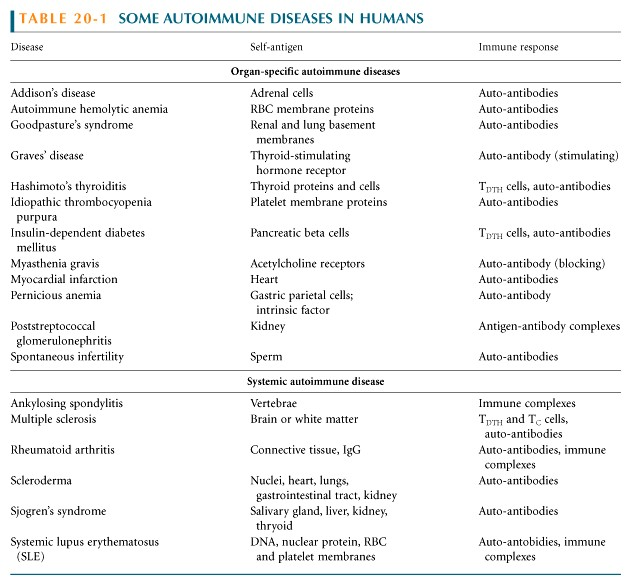 TABLE 20-1 SOME AUTOIMMUNE DISEASES IN HUMANS
Disease Self-antigen Immune response
Organ-specific autoimmune diseases
Addison's disease Adrenal cells Auto-antibodies
Autoimmune hemolytic anemia RBC membrane proteins Auto-antibodies
Goodpasture's syndrome Renal and lung basement Auto-antibodies
membranes
Graves' disease Thyroid-stimulating Auto-antibody (stimulating)
hormone receptor
Hashimoto's thyroiditis Thyroid proteins and cells TDTH cells, auto-antibodies
Idiopathic thrombocyopenia Platelet membrane proteins Auto-antibodies
purpura
Insulin-dependent diabetes Pancreatic beta cells TDTH cells, auto-antibodies
mellitus
Myasthenia gravis Acetylcholine receptors Auto-antibody (blocking)
Myocardial infarction Heart Auto-antibodies
Pernicious anemia Gastric parietal cells; Auto-antibody
intrinsic factor
Poststreptococcal Kidney Antigen-antibody complexes
glomerulonephritis
Spontaneous infertility Sperm Auto-antibodies
Systemic autoimmune disease
Ankylosing spondylitis Vertebrae Immune complexes
Multiple sclerosis Brain or white matter TDTH and TC cells,
auto-antibodies
Rheumatoid arthritis Connective tissue, IgG Auto-antibodies, immune
complexes
Scleroderma Nuclei, heart, lungs, Auto-antibodies
gastrointestinal tract, kidney
Sjogren's syndrome Salivary gland, liver, kidney, Auto-antibodies
thryoid
Systemic lupus erythematosus DNA, nuclear protein, RBC Auto-antobidies, immune
(SLE) and platelet membranes complexes